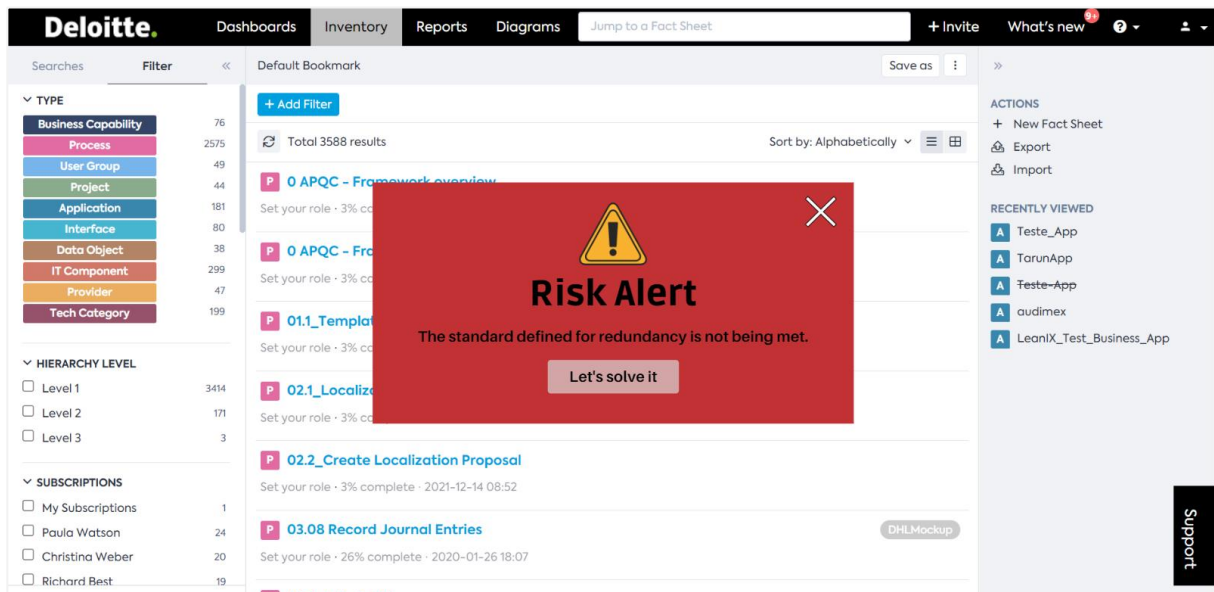 Deloitte.
Dashboards
Inventory
Reports
Diagrams
Jump to a Fact Sheet
+ Invite
What's new
9+
Searches
Filter
Default Bookmark
Save as
TYPE
Business Capability 76
Process 2575
User Group 49
Project 44
Application 181
Interface 80
Data Object 38
IT Component 299
Provider 47
Tech Category 199
HIERARCHY LEVEL
Level 1 3414
Level 2 171
Level 3 3
SUBSCRIPTIONS
My Subscriptions 1
Paula Watson 24
Christina Weber 20
Richard Best 19
+ Add Filter
Total 3588 results
Sort by: Alphabetically
P 0 APQC - Framework overview
Set your role · 3%
P 0 APQC -
Set your role · 3%
P 01.1_
Set your role · 3%
P 02.1_
Set your role · 3%
P 02.2_Create Localization Proposal
Set your role · 3% complete · 2021-12-14 08:52
P 03.08 Record Journal Entries
DHLMockup
Set your role · 26% complete · 2020-01-26 18:07
Risk Alert
The standard defined for redundancy is not being met.
Let's solve it
ACTIONS
+ New Fact Sheet
Export
Import
RECENTLY VIEWED
A Teste_App
A TarunApp
A Teste-App
A audimex
A LeanIX_Test_Business_App
Support